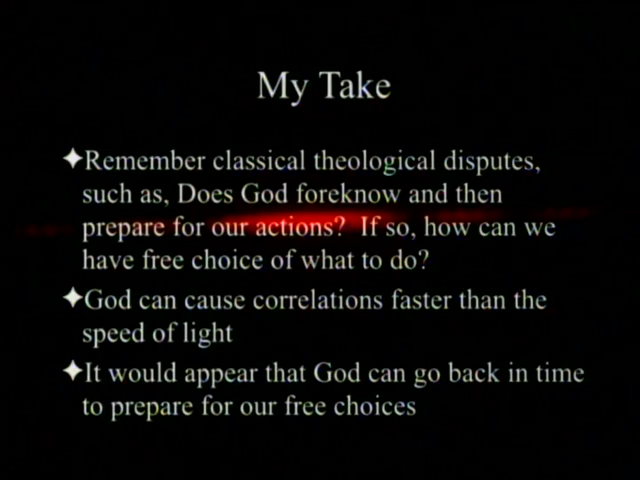 My Take
✦Remember classical theological disputes,
such as, Does God foreknow and then
prepare for our actions?  If so, how can we
have free choice of what to do?
✦God can cause correlations faster than the
speed of light
✦It would appear that God can go back in time
to prepare for our free choices